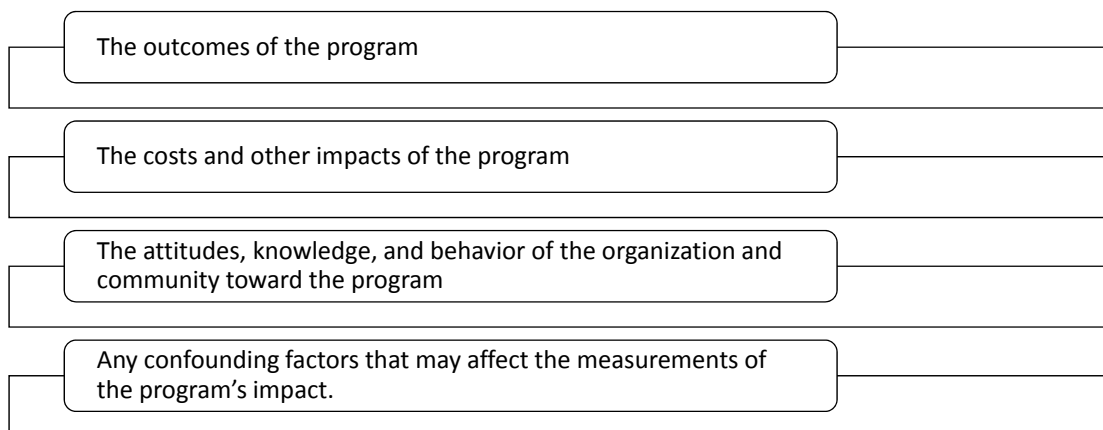 The outcomes of the program
The costs and other impacts of the program
The attitudes, knowledge, and behavior of the organization and
community toward the program
Any confounding factors that may affect the measurements of
the program’s impact.